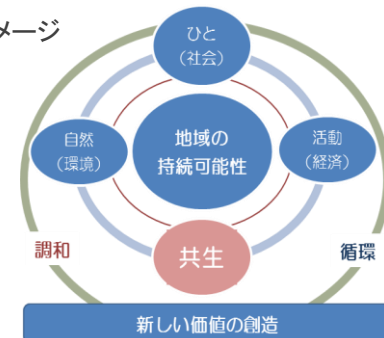 メージ
ひと
（社会）
自然
（環境）
地域の
持続可能性
活動
（経済）
調和
共生
循環
新しい価値の創造